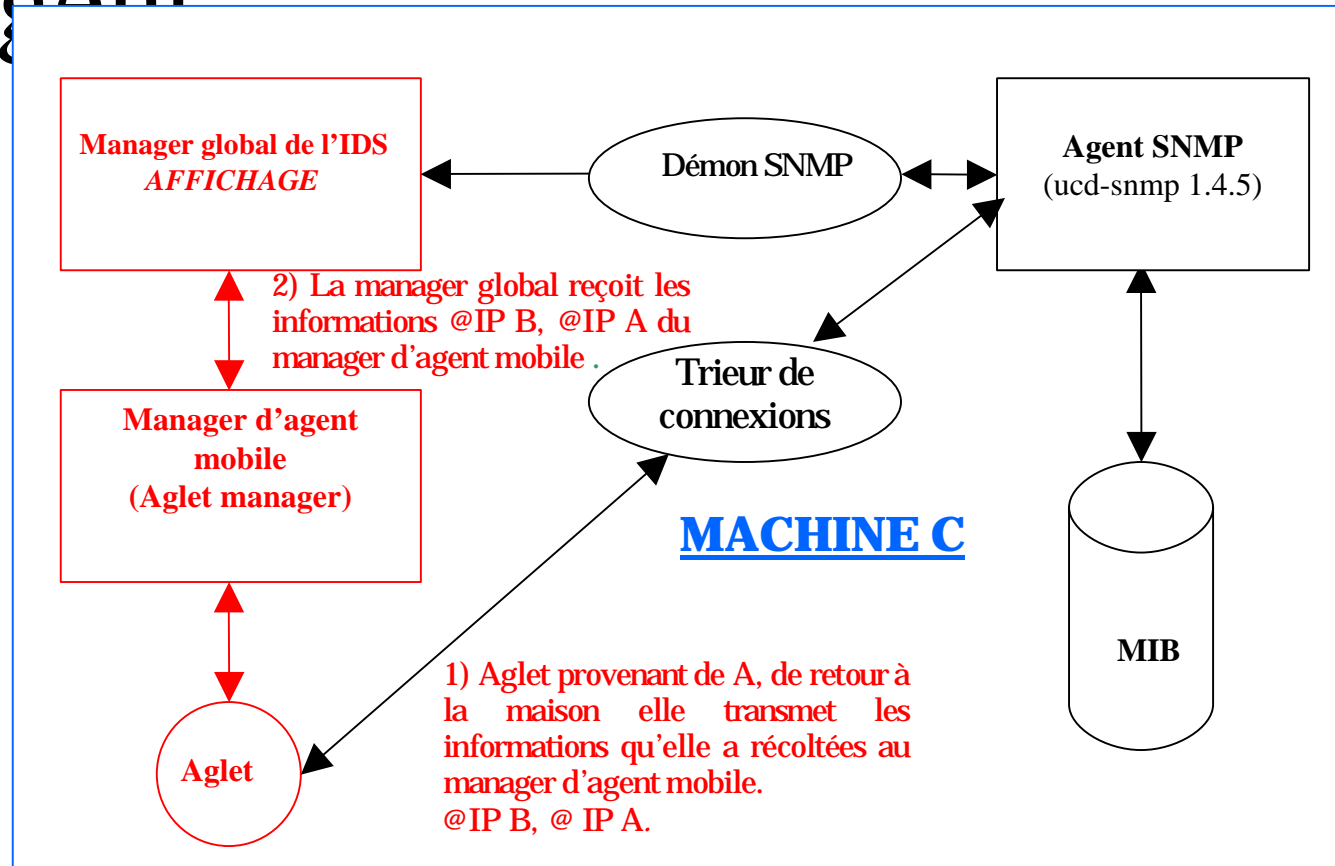 Manager global de l’IDS
AFFICHAGE
Démon SNMP
Agent SNMP
(ucd-snmp 1.4.5)
2) La manager global reçoit les
informations @IP B, @IP A du
manager d’agent mobile .
Trieur de
connexions
Manager d’agent
mobile
(Aglet manager)
MACHINE C
MIB
1) Aglet provenant de A, de retour à
la maison elle transmet les
informations qu’elle a récoltées au
manager d’agent mobile.
@IP B, @ IP A.
Aglet